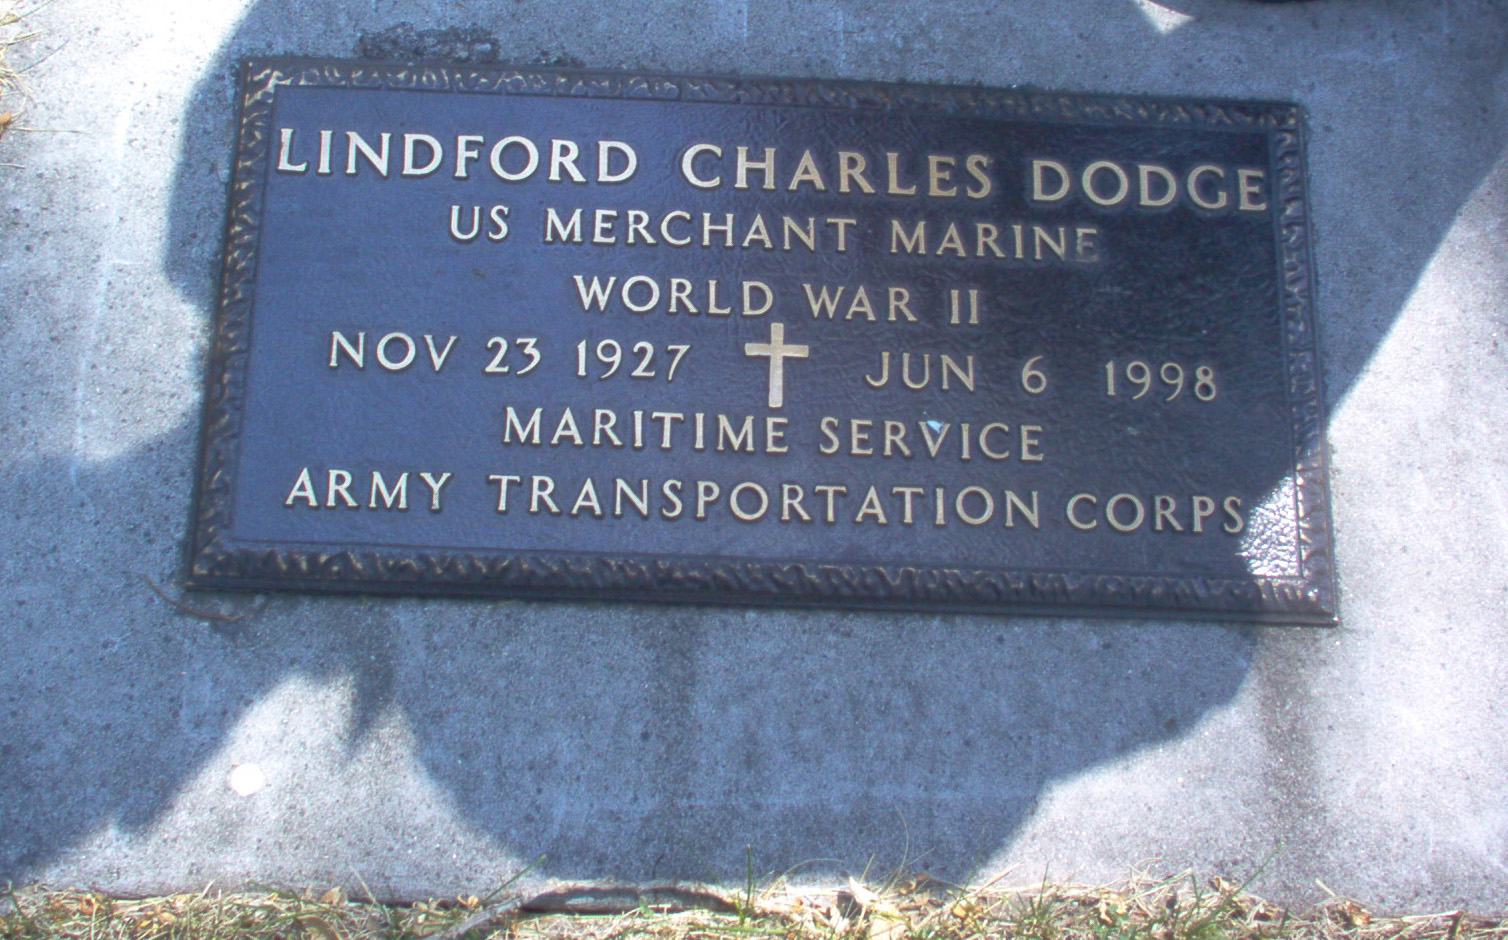 LINDFORD CHARLES DODGE
US MERCHANT MARINE
WORLD WAR II
NOV 23 1927 JUN 6 1998
MARITIME SERVICE
ARMY TRANSPORTATION CORPS